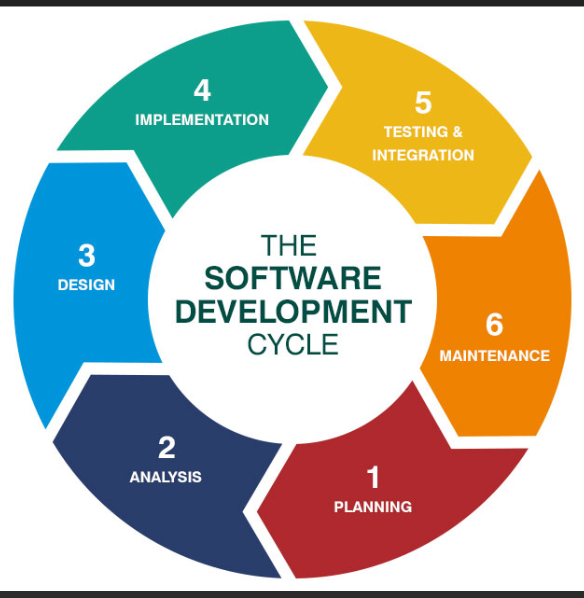 THE
SOFTWARE
DEVELOPMENT
CYCLE
1
PLANNING
2
ANALYSIS
3
DESIGN
4
IMPLEMENTATION
5
TESTING &
INTEGRATION
6
MAINTENANCE